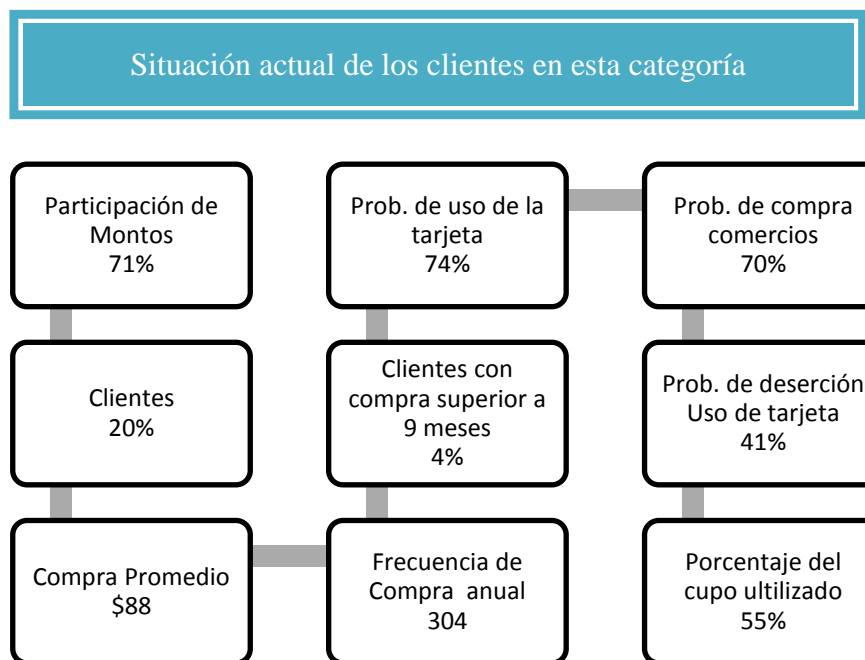 Situación actual de los clientes en esta categoría
Participación de
Montos
71%
Clientes
20%
Compra Promedio
$88
Frecuencia de
Compra anual
304
Clientes con
compra superior a
9 meses
4%
Prob. de uso de la
tarjeta
74%
Prob. de compra
comercios
70%
Prob. de deserción
Uso de tarjeta
41%
Porcentaje del
cupo ultilizado
55%